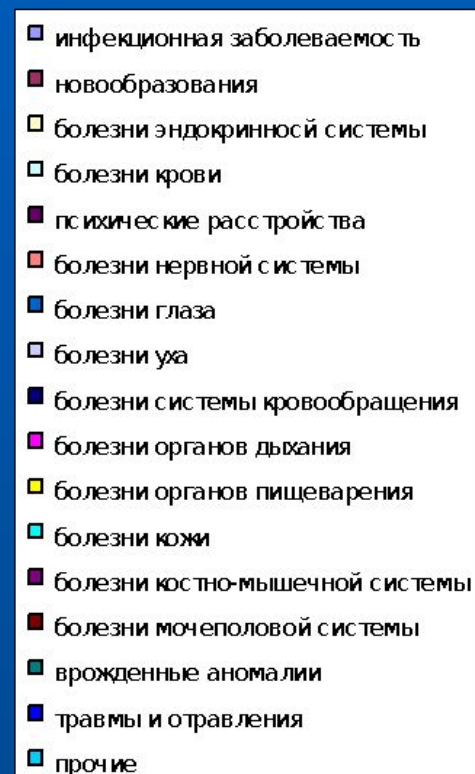 инфекционная заболеваемость
новообразования
болезни эндокринносй системы
болезни крови
психические расстройства
болезни нервной системы
болезни глаза
болезни уха
болезни системы кровообращения
болезни органов дыхания
болезни органов пищеварения
болезни кожи
болезни костно-мышечной системы
болезни мочеполовой системы
врожденные аномалии
травмы и отравления
прочие